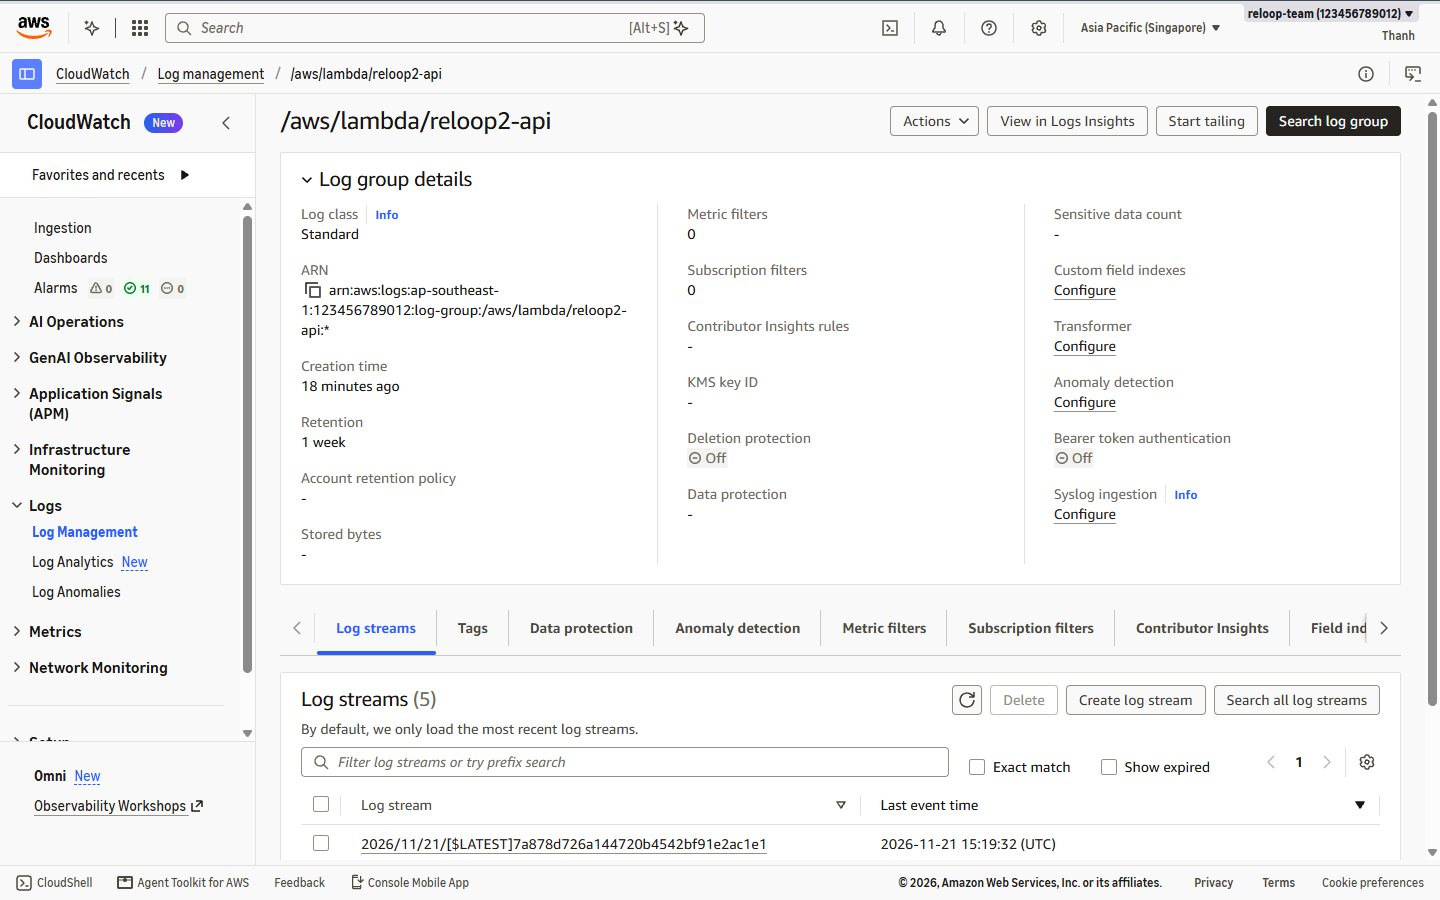 aws
Search
[Alt+S]
Asia Pacific (Singapore)
reloop-team (123456789012)
Thanh
CloudWatch / Log management / /aws/lambda/reloop2-api
CloudWatch New
Favorites and recents
Ingestion
Dashboards
Alarms 0 11 0
AI Operations
GenAI Observability
Application Signals
(APM)
Infrastructure
Monitoring
Logs
Log Management
Log Analytics New
Log Anomalies
Metrics
Network Monitoring
Setup
Omni New
Observability Workshops
/aws/lambda/reloop2-api
Actions
View in Logs Insights
Start tailing
Search log group
Log group details
Log class Info
Standard
ARN
arn:aws:logs:ap-southeast-
1:123456789012:log-group:/aws/lambda/reloop2-
api:*
Creation time
18 minutes ago
Retention
1 week
Account retention policy
-
Stored bytes
-
Metric filters
0
Subscription filters
0
Contributor Insights rules
-
KMS key ID
-
Deletion protection
Off
Data protection
-
Sensitive data count
-
Custom field indexes
Configure
Transformer
Configure
Anomaly detection
Configure
Bearer token authentication
Off
Syslog ingestion Info
Configure
Log streams
Tags
Data protection
Anomaly detection
Metric filters
Subscription filters
Contributor Insights
Field ind
Log streams (5)
Delete
Create log stream
Search all log streams
By default, we only load the most recent log streams.
Filter log streams or try prefix search
Exact match
Show expired
1
Log stream
Last event time
2026/11/21/[$LATEST]7a878d726a144720b4542bf91e2ac1e1
2026-11-21 15:19:32 (UTC)
CloudShell
Agent Toolkit for AWS
Feedback
Console Mobile App
© 2026, Amazon Web Services, Inc. or its affiliates.
Privacy
Terms
Cookie preferences